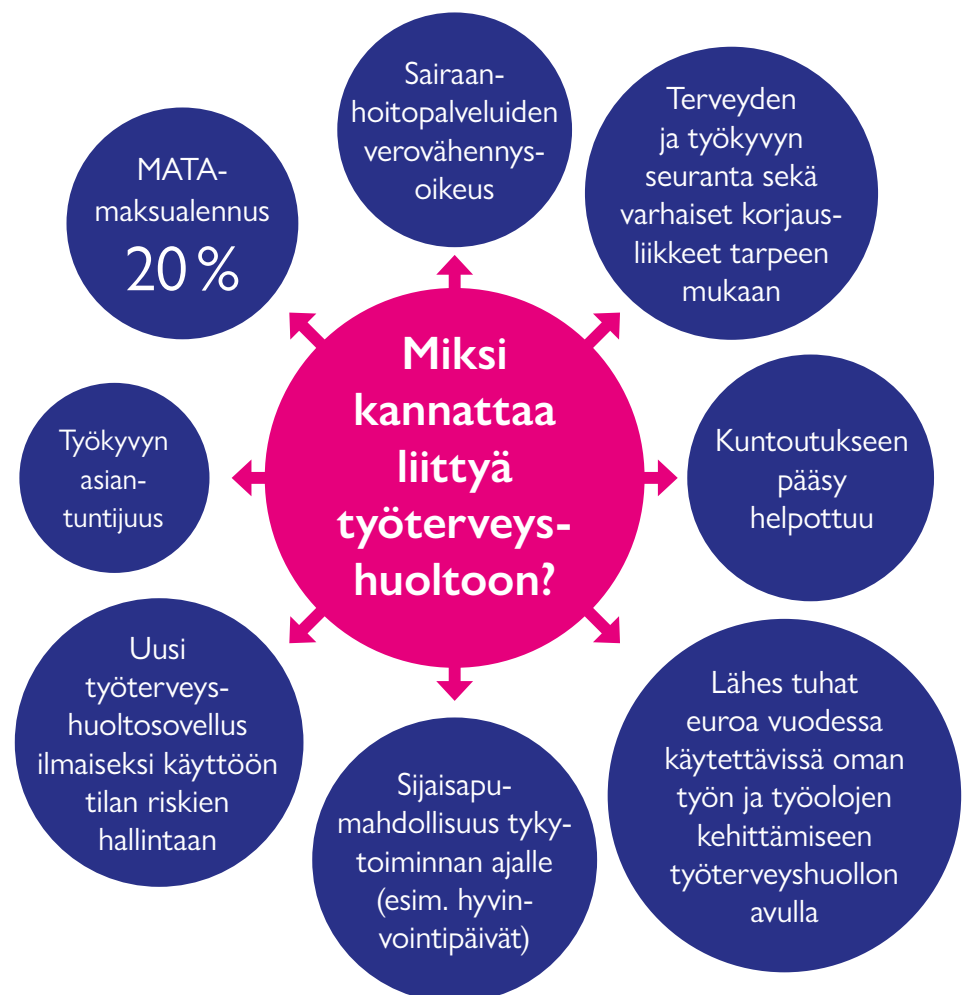 Miksi
kannattaa
liittyä
työterveys-
huoltoon?
Sairaan-
hoitopalveluiden
verovähennys-
oikeus
Terveyden
ja työkyvyn
seuranta sekä
varhaiset korjaus-
liikkeet tarpeen
mukaan
Kuntoutukseen
pääsy
helpottuu
Lähes tuhat
euroa vuodessa
käytettävissä oman
työn ja työolojen
kehittämiseen
työterveyshuollon
avulla
Sijaisapu-
mahdollisuus tyky-
toiminnan ajalle
(esim. hyvin-
vointipäivät)
Uusi
työterveys-
huoltosovellus
ilmaiseksi käyttöön
tilan riskien
hallintaan
Työkyvyn
asian-
tuntijuus
MATA-
maksualennus
20 %